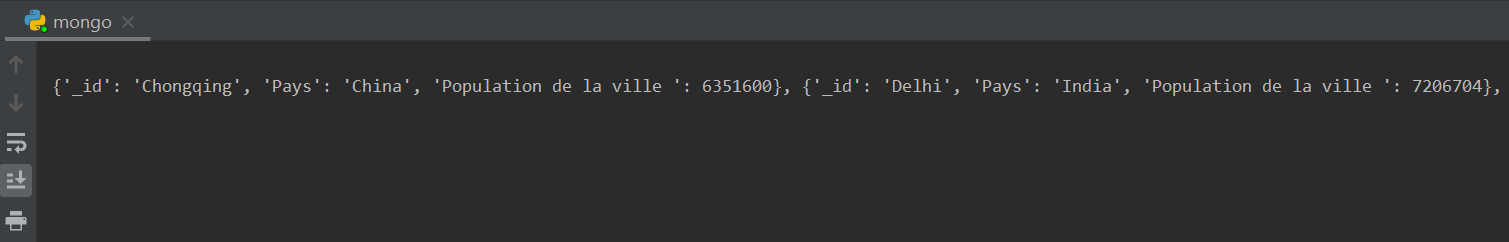 mongo
{'_id': 'Chongqing', 'Pays': 'China', 'Population de la ville ': 6351600}, {'_id': 'Delhi', 'Pays': 'India', 'Population de la ville ': 7206704},